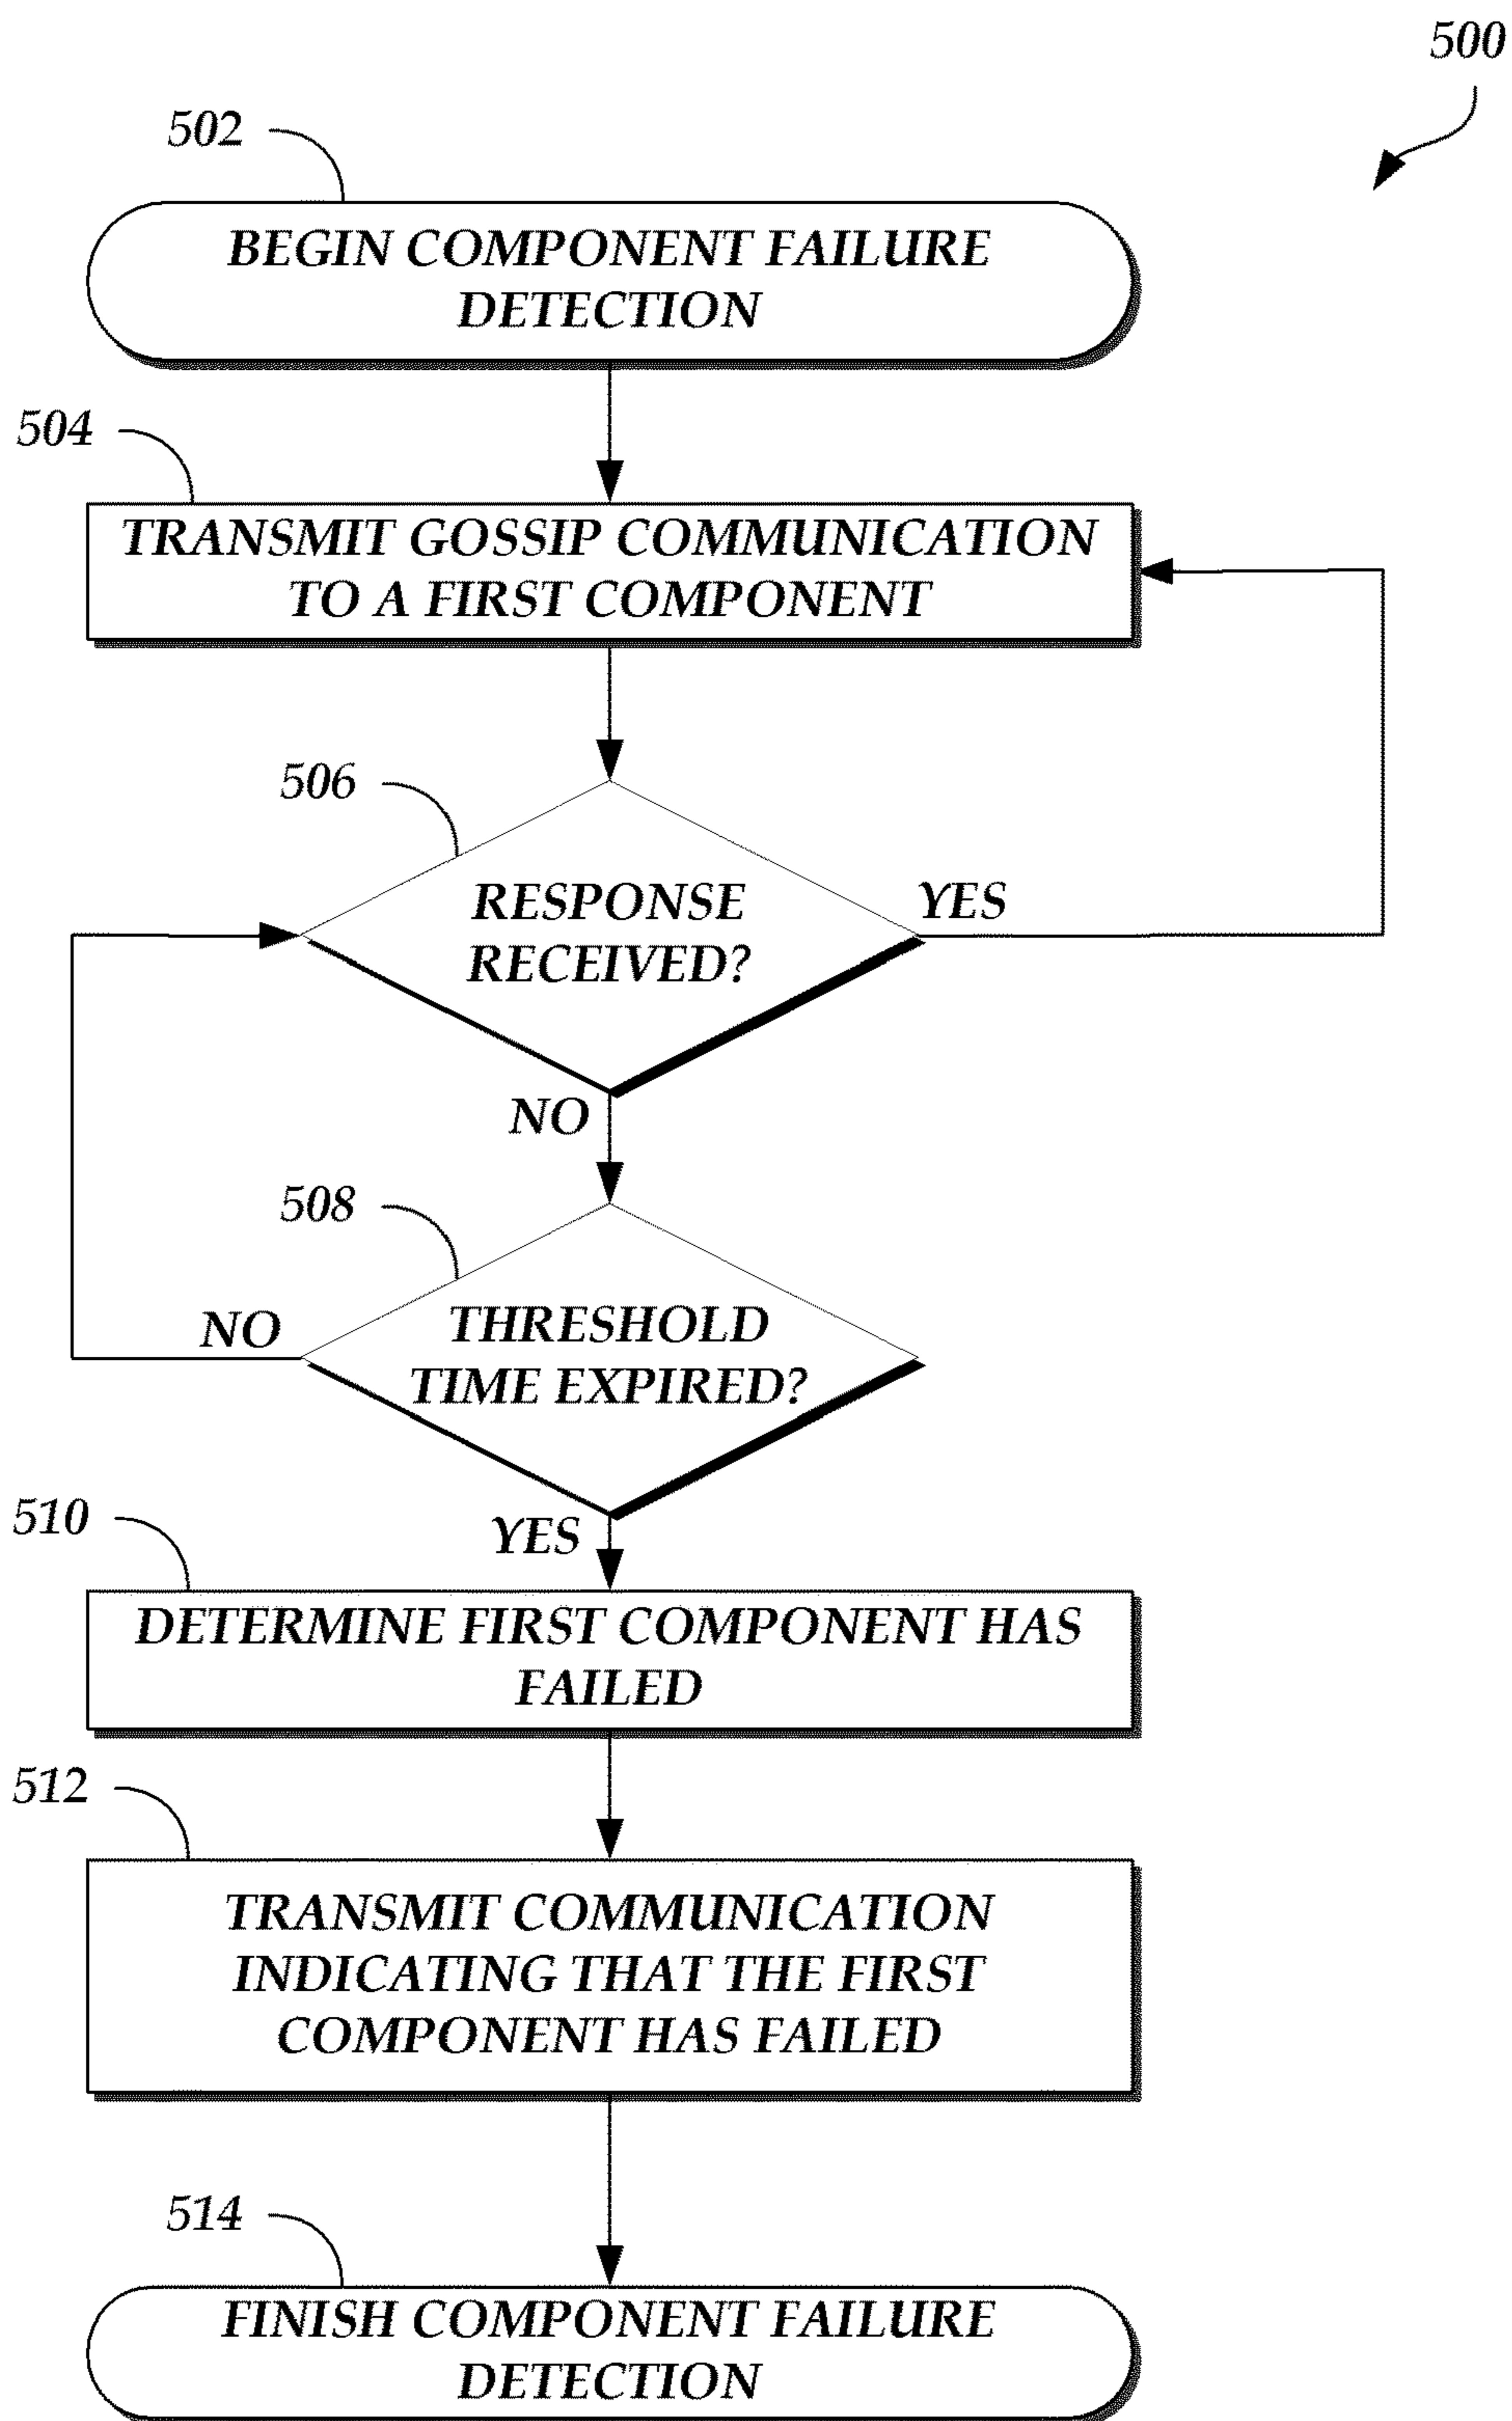 500
502
BEGIN COMPONENT FAILURE
DETECTION
504
TRANSMIT GOSSIP COMMUNICATION
TO A FIRST COMPONENT
506
RESPONSE
RECEIVED?
YES
NO
508
THRESHOLD
TIME EXPIRED?
NO
YES
510
DETERMINE FIRST COMPONENT HAS
FAILED
512
TRANSMIT COMMUNICATION
INDICATING THAT THE FIRST
COMPONENT HAS FAILED
514
FINISH COMPONENT FAILURE
DETECTION